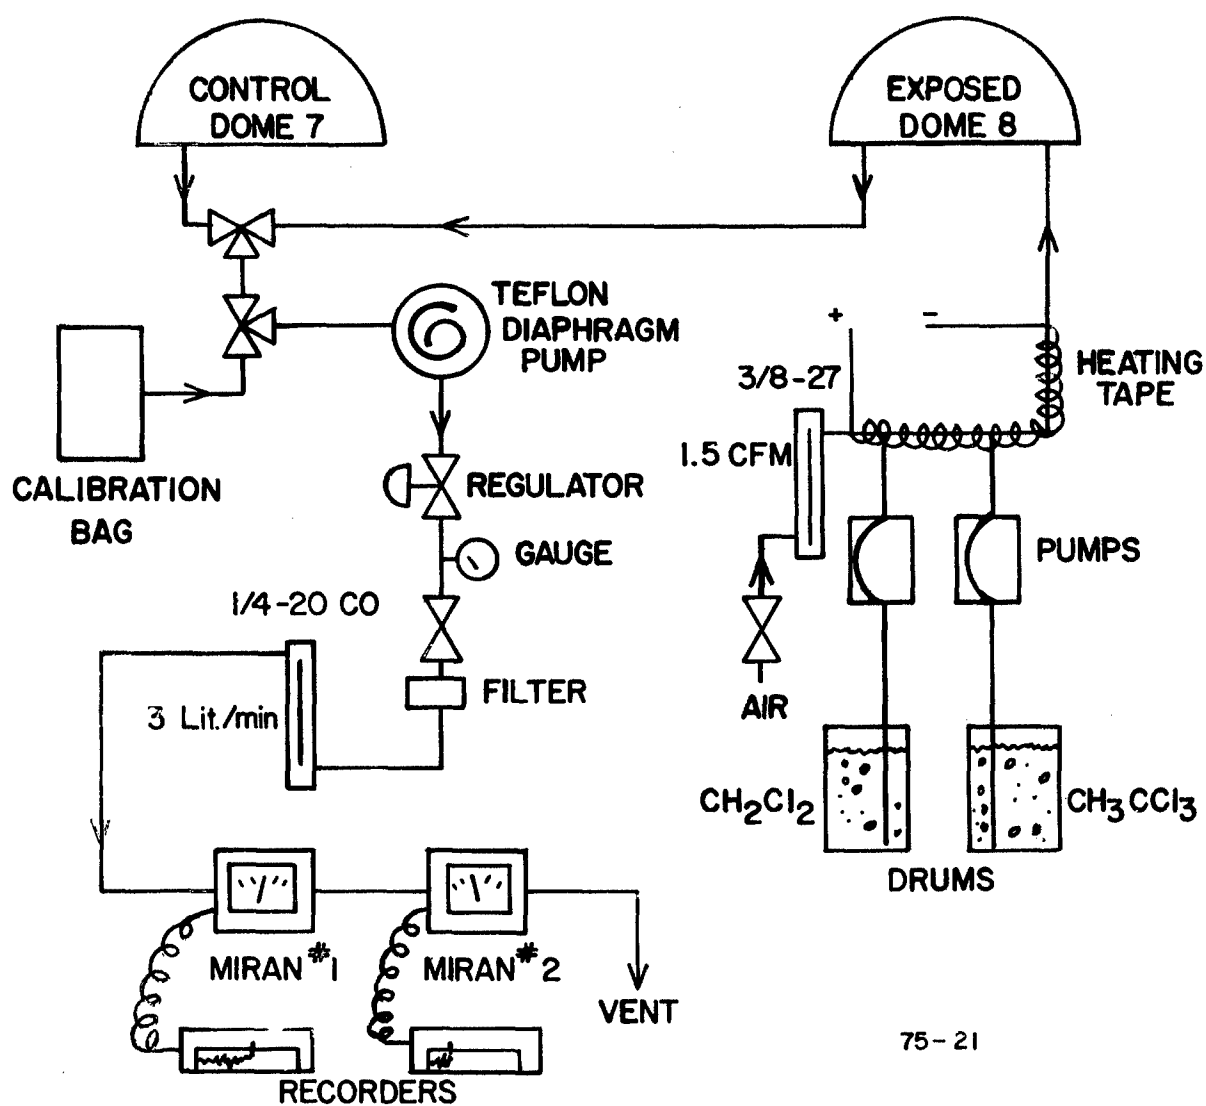 CONTROL
DOME 7
EXPOSED
DOME 8
TEFLON
DIAPHRAGM
PUMP
+
-
HEATING
TAPE
3/8-27
1.5 CFM
CALIBRATION
BAG
REGULATOR
GAUGE
PUMPS
1/4-20 CO
FILTER
3 Lit./min
AIR
CH2Cl2
CH3CCl3
DRUMS
MIRAN #1
MIRAN #2
VENT
RECORDERS
75-21